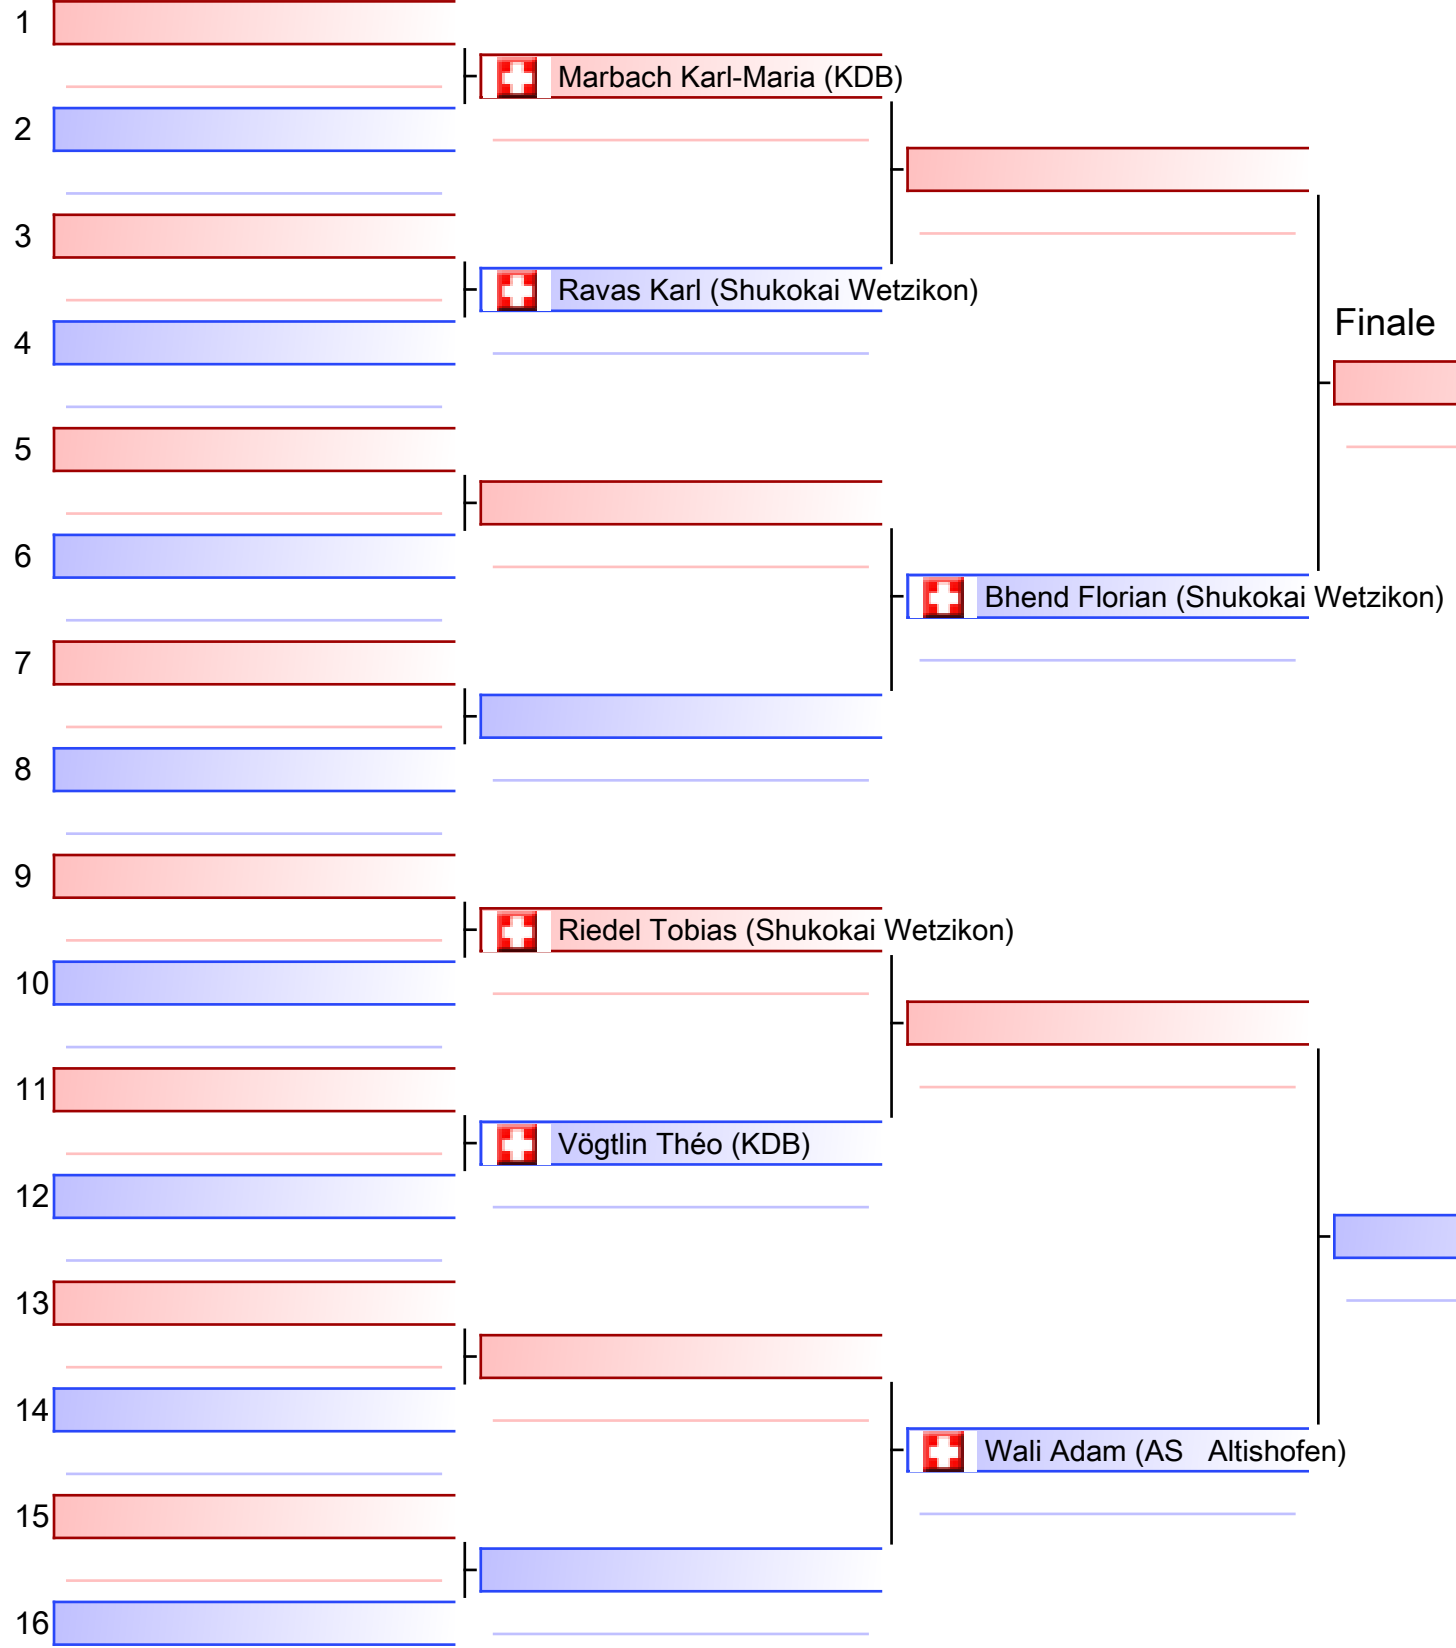 1
Marbach Karl-Maria (KDB)
2
3
Ravas Karl (Shukokai Wetzikon)
Finale
4
5
6
Bhend Florian (Shukokai Wetzikon)
7
8
9
Riedel Tobias (Shukokai Wetzikon)
10
11
Vögtlin Théo (KDB)
12
13
14
Wali Adam (AS Altishofen)
15
16